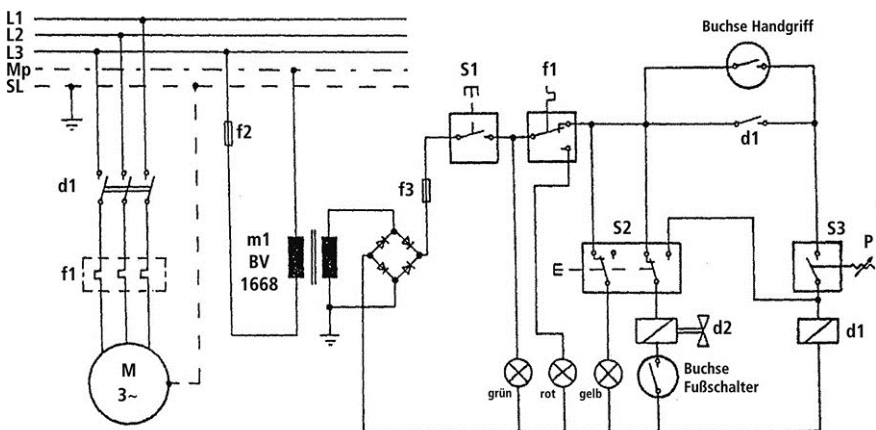 L1
L2
L3
Mp
SL
Buchse Handgriff
S1
f1
f2
d1
d1
f3
m1
BV
1668
S2
S3
P
f1
d2
d1
M
3~
Buchse
Fußschalter
grün
rot
gelb